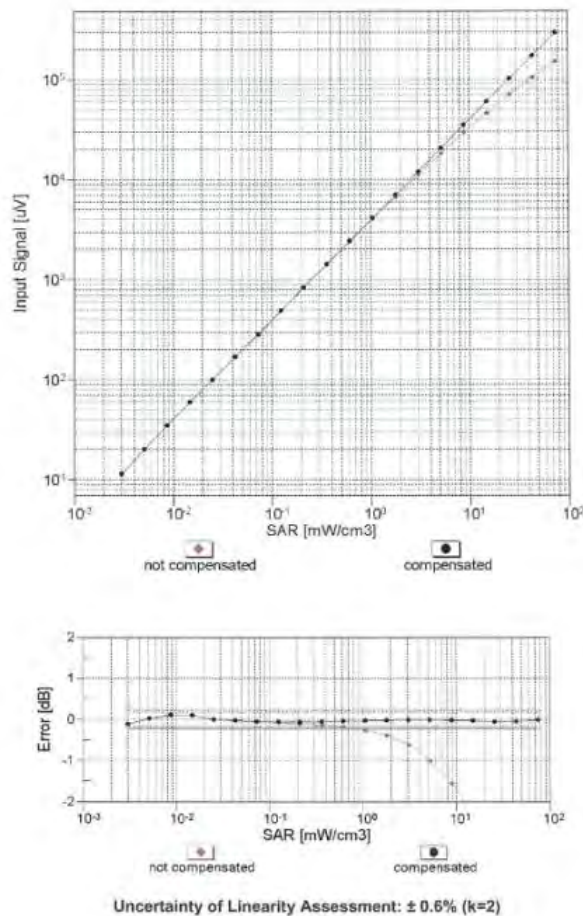 10⁵
10⁴
Input Signal [uV]
10³
10²
10¹
10⁻³ 10⁻² 10⁻¹ 10⁰ 10¹ 10²
SAR [mW/cm3]
not compensated compensated
2
1
0
-1
-2
Error [dB]
10⁻³ 10⁻² 10⁻¹ 10⁰ 10¹ 10²
SAR [mW/cm3]
not compensated compensated
Uncertainty of Linearity Assessment: ± 0.6% (k=2)